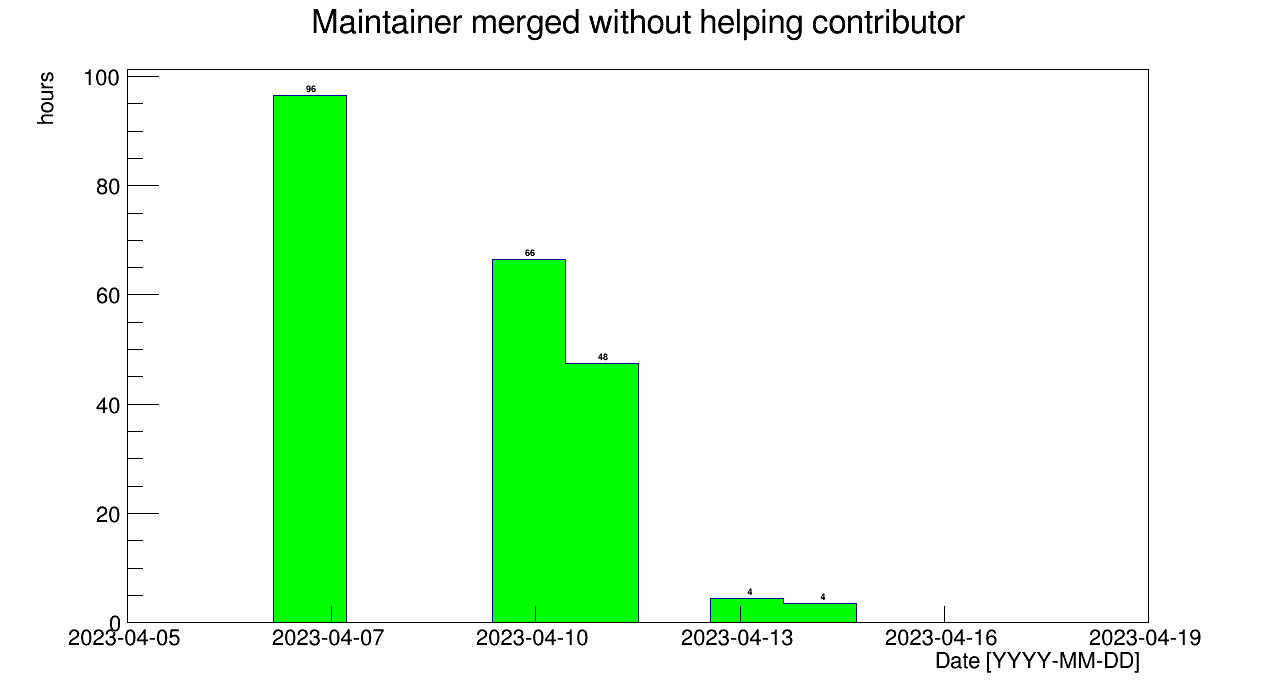 Maintainer merged without helping contributor
hours
100
80
60
40
20
0
96
66
48
4
4
2023-04-05 2023-04-07 2023-04-10 2023-04-13 2023-04-16 2023-04-19
Date [YYYY-MM-DD]